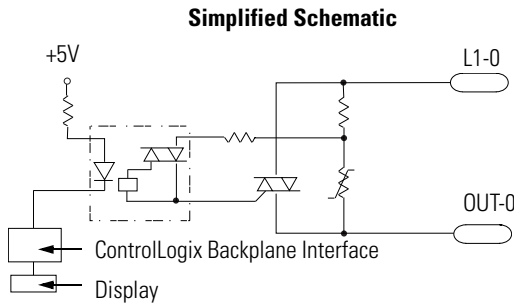 Simplified Schematic
+5V
L1-0
OUT-0
ControlLogix Backplane Interface
Display